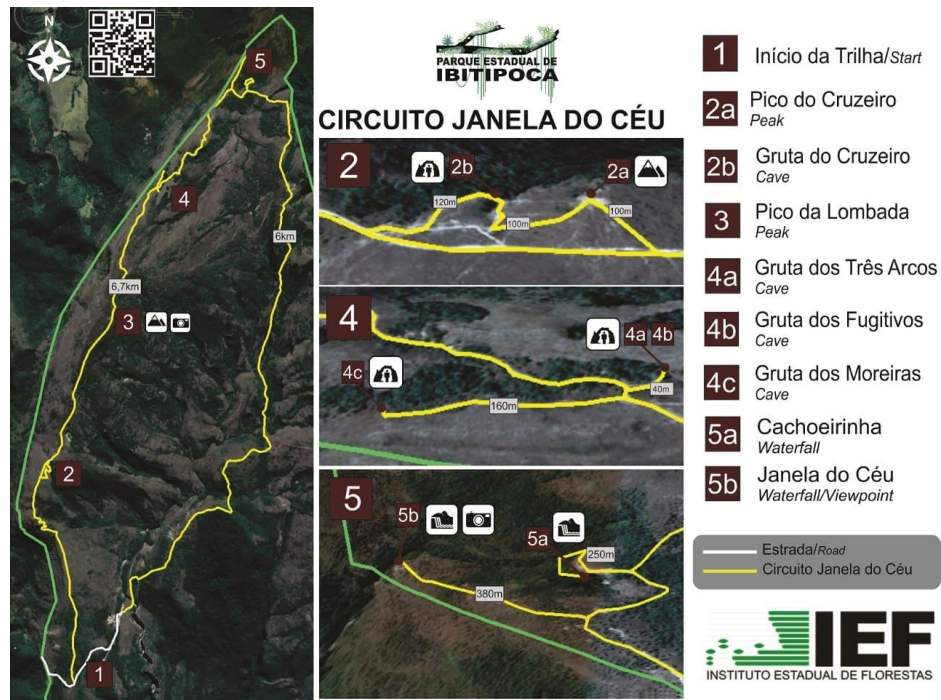 N
5
4
6km
6,7km
3
2
1
PARQUE ESTADUAL DE
IBITIPOCA
CIRCUITO JANELA DO CÉU
2
2b
2a
120m
100m
100m
4
4a 4b
4c
40m
160m
5
5b
5a
250m
380m
1 Início da Trilha/Start
2a Pico do Cruzeiro
Peak
2b Gruta do Cruzeiro
Cave
3 Pico da Lombada
Peak
4a Gruta dos Três Arcos
Cave
4b Gruta dos Fugitivos
Cave
4c Gruta dos Moreiras
Cave
5a Cachoeirinha
Waterfall
5b Janela do Céu
Waterfall/Viewpoint
Estrada/Road
Circuito Janela do Céu
IEF
INSTITUTO ESTADUAL DE FLORESTAS